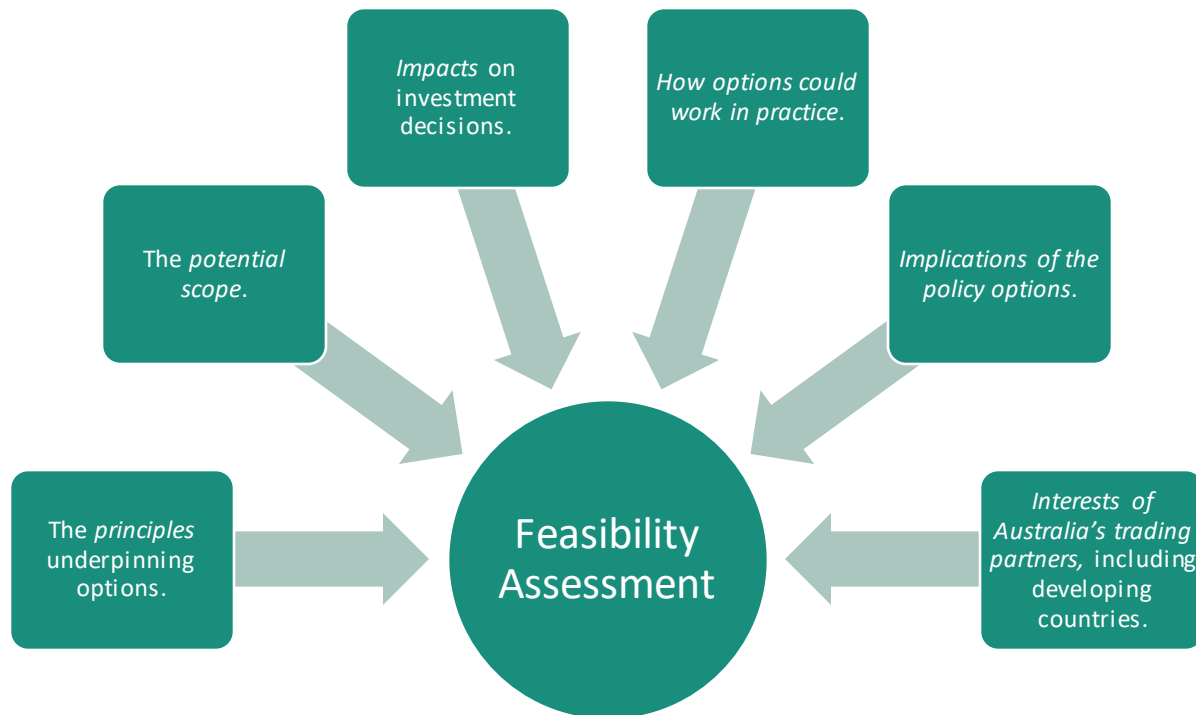 The principles
underpinning
options.
The potential
scope.
Impacts on
investment
decisions.
How options could
work in practice.
Implications of the
policy options.
Interests of
Australia’s trading
partners, including
developing
countries.
Feasibility
Assessment